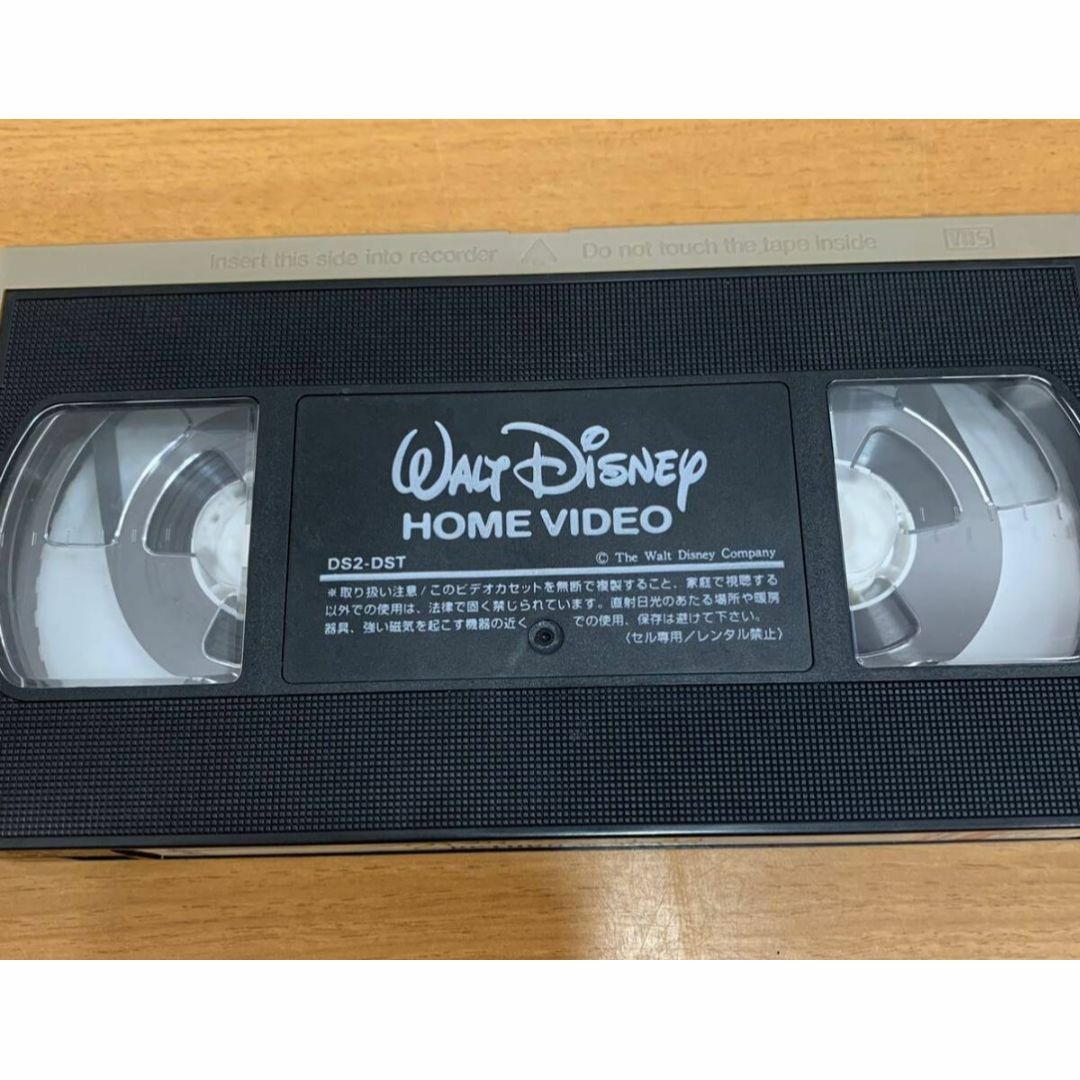 Insert this side into recorder Do not touch the tape inside VHS
WALT DISNEY
HOME VIDEO
DS2-DST © The Walt Disney Company
※取り扱い注意/このビデオカセットを無断で複製すること、家庭で視聴する
以外での使用は、法律で固く禁じられています。直射日光のあたる場所や暖房
器具、強い磁気を起こす機器の近く での使用、保存は避けて下さい。
〈セル専用/レンタル禁止〉